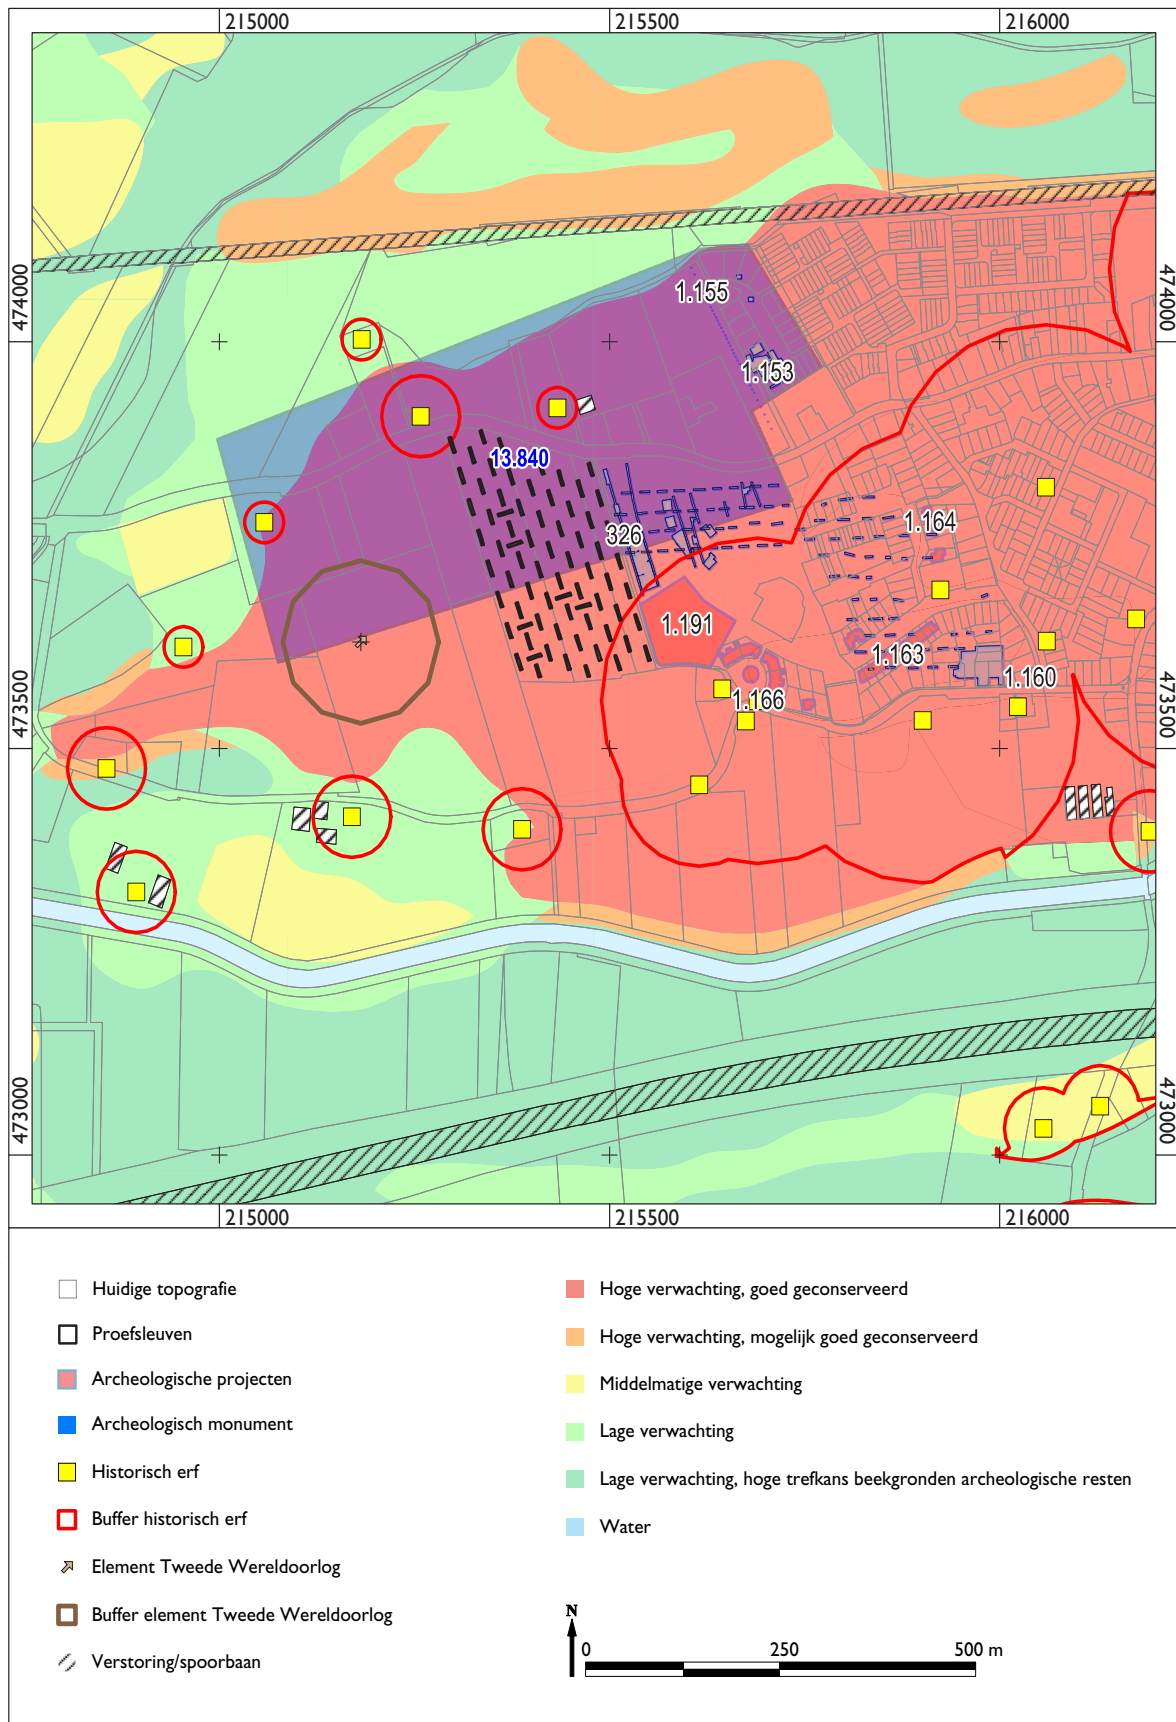 215000 215500 216000
474000 474000
1.155
1.153
13.840
326
1.164
1.191
1.163
1.160
1.166
473500 473500
473000 473000
215000 215500 216000
Huidige topografie
Proefsleuven
Archeologische projecten
Archeologisch monument
Historisch erf
Buffer historisch erf
Element Tweede Wereldoorlog
Buffer element Tweede Wereldoorlog
Verstoring/spoorbaan
Hoge verwachting, goed geconserveerd
Hoge verwachting, mogelijk goed geconserveerd
Middelmatige verwachting
Lage verwachting
Lage verwachting, hoge trefkans beekgronden archeologische resten
Water
N
0 250 500 m